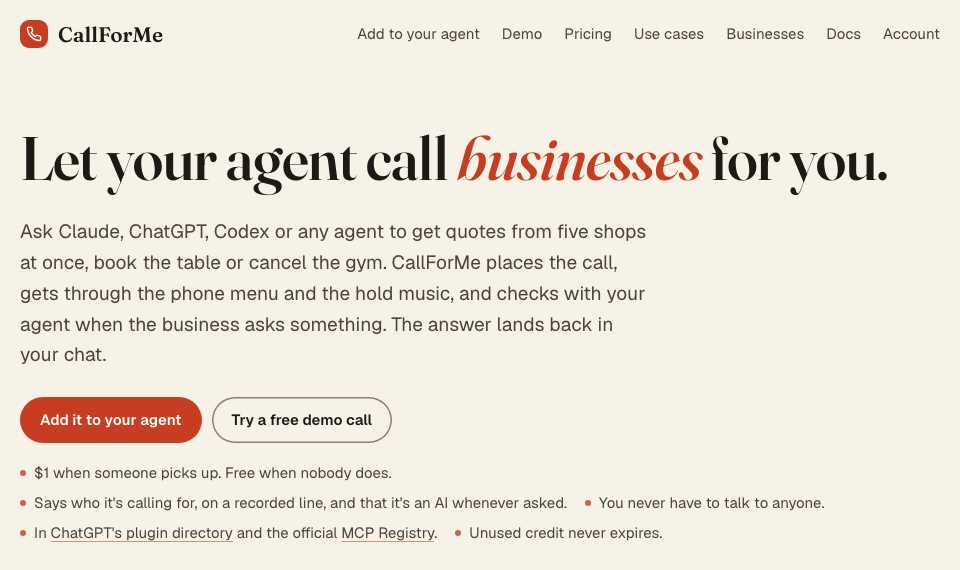 CallForMe
Add to your agent Demo Pricing Use cases Businesses Docs Account
Let your agent call businesses for you.
Ask Claude, ChatGPT, Codex or any agent to get quotes from five shops
at once, book the table or cancel the gym. CallForMe places the call,
gets through the phone menu and the hold music, and checks with your
agent when the business asks something. The answer lands back in
your chat.
Add it to your agent Try a free demo call
$1 when someone picks up. Free when nobody does.
Says who it's calling for, on a recorded line, and that it's an AI whenever asked. You never have to talk to anyone.
In ChatGPT's plugin directory and the official MCP Registry. Unused credit never expires.